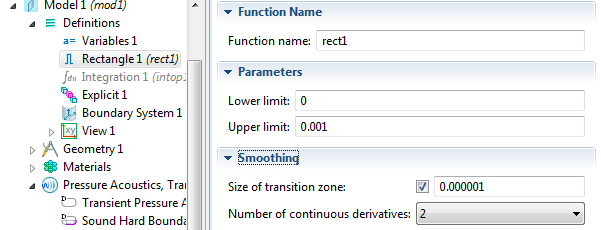 Model 1 (mod1)
Definitions
a= Variables 1
Rectangle 1 (rect1)
Integration 1 (intop1
Explicit 1
Boundary System 1
xy View 1
Geometry 1
Materials
Pressure Acoustics, Tra
Transient Pressure A
Sound Hard Bounda
Function Name
Function name: rect1
Parameters
Lower limit: 0
Upper limit: 0.001
Smoothing
Size of transition zone: 0.000001
Number of continuous derivatives: 2